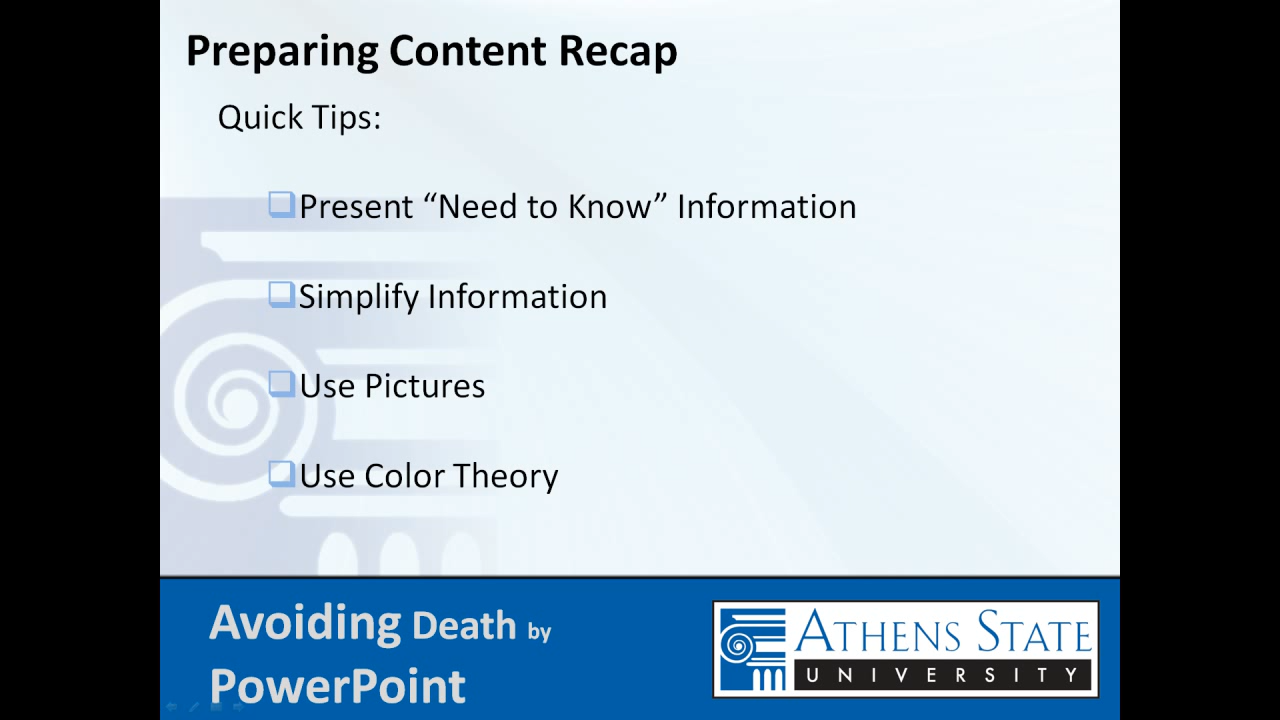 Preparing Content Recap
Quick Tips:
Present “Need to Know” Information
Simplify Information
Use Pictures
Use Color Theory
Avoiding Death by
PowerPoint
ATHENS STATE
UNIVERSITY